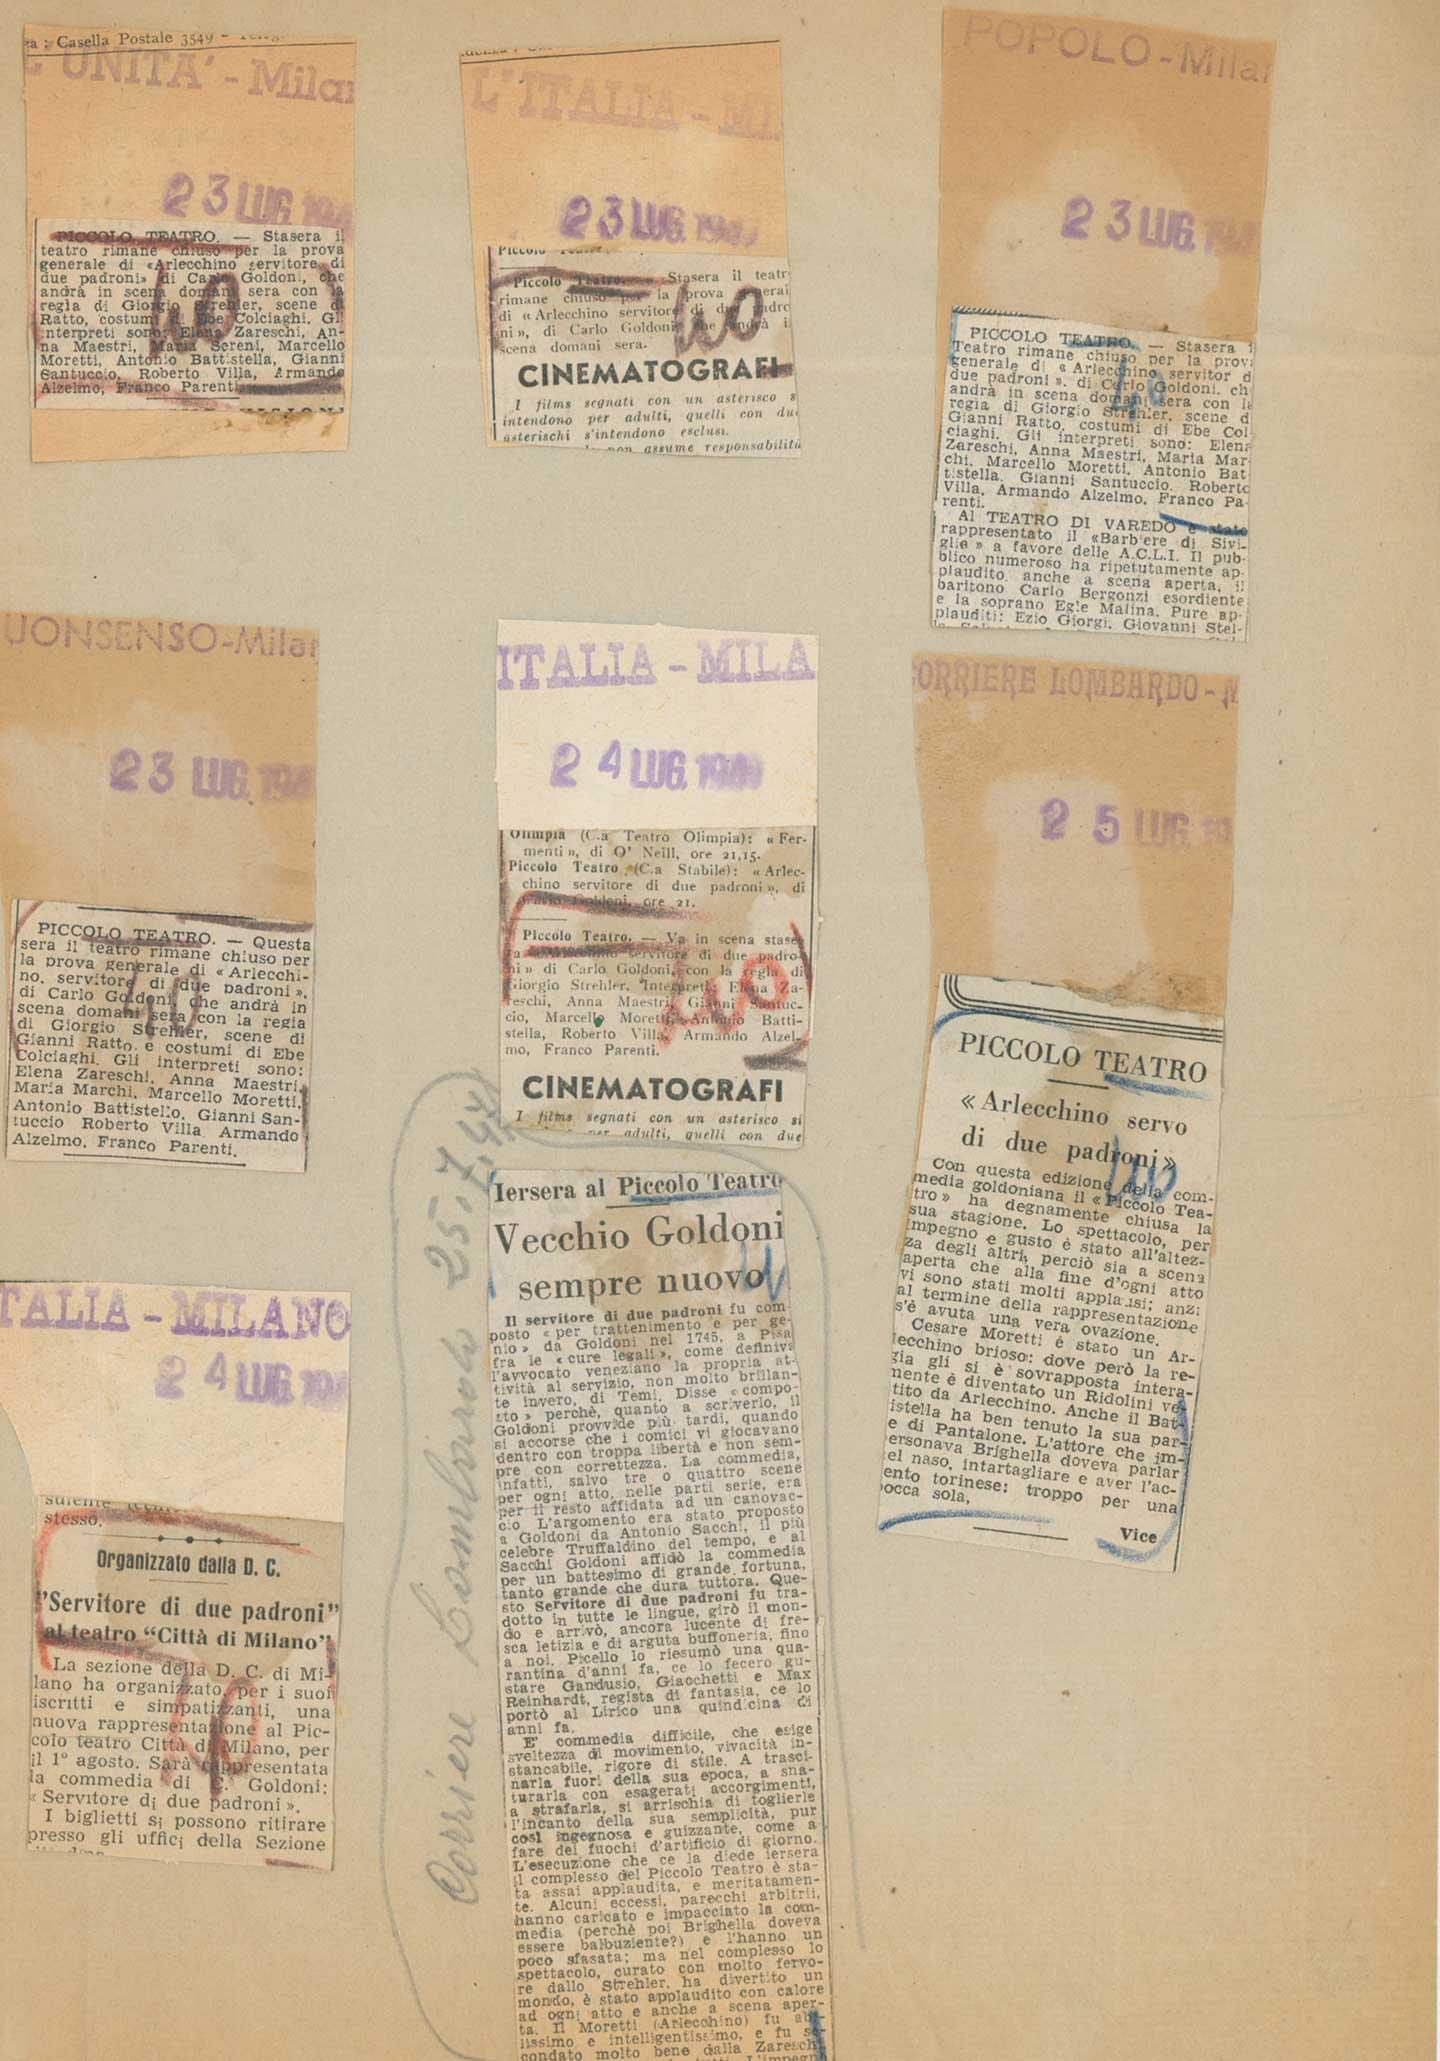 za : Casella Postale 3549 -
L'UNITA' - Milan
23 LUG. 194
PICCOLO TEATRO. — Stasera il
teatro rimane chiuso per la prova
generale di «Arlecchino servitore di
due padroni» di Carlo Goldoni, che
andrà in scena domani sera con la
regia di Giorgio Strehler, scene di
Ratto, costumi di Ebe Colciaghi. Gli
interpreti sono: Elena Zareschi, An-
na Maestri, Maria Sereni, Marcello
Moretti, Antonio Battistella, Gianni
Santuccio, Roberto Villa, Armando
Alzelmo, Franco Parenti.
L'ITALIA - MI
23 LUG. 194
Piccolo
Piccolo Teatro. — Stasera il teatr
rimane chiuso per la prova general
di « Arlecchino servitore di due padro
ni», di Carlo Goldoni che andrà i
scena domani sera.
CINEMATOGRAFI
I films segnati con un asterisco s
intendono per adulti, quelli con due
asterischi s'intendono esclusi.
non assume responsabilità
POPOLO - Milan
23 LUG. 194
PICCOLO TEATRO. — Stasera i
Teatro rimane chiuso per la prova
generale di « Arlecchino servitor d
due padroni ». di Carlo Goldoni. che
andrà in scena domani sera con la
regia di Giorgio Strehler. scene d
Gianni Ratto. costumi di Ebe Col
ciaghi. Gli interpreti sono: Elena
Zareschi. Anna Maestri. Maria Mar
chi. Marcello Moretti. Antonio Bat
tistella. Gianni Santuccio. Roberto
Villa. Armando Alzelmo. Franco Pa-
renti.
Al TEATRO DI VAREDO è stato
rappresentato il «Barbiere di Sivi-
glia» a favore delle A.C.L.I. Il pub-
blico numeroso ha ripetutamente ap-
plaudito anche a scena aperta, il
baritono Carlo Bergonzi esordiente
e la soprano Egle Malina. Pure ap-
plauditi: Ezio Giorgi. Giovanni Stel-
UONSENSO-Milan
23 LUG. 194
PICCOLO TEATRO. — Questa
sera il teatro rimane chiuso per
la prova generale di « Arlecchi-
no. servitore di due padroni ».
di Carlo Goldoni che andrà in
scena domani sera con la regia
di Giorgio Strehler, scene di
Gianni Ratto. e costumi di Ebe
Colciaghi. Gli interpreti sono:
Elena Zareschi, Anna Maestri,
Maria Marchi, Marcello Moretti,
Antonio Battistello, Gianni San-
tuccio Roberto Villa Armando
Alzelmo, Franco Parenti.
ITALIA - MILA
24 LUG. 194
Olimpia (C.a Teatro Olimpia): « Fer-
menti », di O' Neill, ore 21,15.
Piccolo Teatro (C.a Stabile): « Arlec-
chino servitore di due padroni », di
Carlo Goldoni, ore 21.
Piccolo Teatro. — Va in scena stase-
ra «Arlecchino servitore di due padro-
ni » di Carlo Goldoni, con la regia di
Giorgio Strehler. Interpreti: Elena Za-
reschi, Anna Maestri, Gianni Santuc-
cio, Marcello Moretti, Antonio Batti-
stella, Roberto Villa, Armando Alzel-
mo, Franco Parenti.
CINEMATOGRAFI
I films segnati con un asterisco si
per adulti, quelli con due
CORRIERE LOMBARDO - M
25 LUG. 19
PICCOLO TEATRO
« Arlecchino servo
di due padroni »
Con questa edizione della com-
media goldoniana il « Piccolo Tea-
tro » ha degnamente chiusa la
sua stagione. Lo spettacolo, per
impegno e gusto è stato all'altez-
za degli altri, perciò sia a scena
aperta che alla fine d'ogni atto
vi sono stati molti applausi; anzi
al termine della rappresentazione
s'è avuta una vera ovazione.
Cesare Moretti è stato un Ar-
lecchino brioso: dove però la re-
gia gli si è sovrapposta intera-
mente è diventato un Ridolini ve-
stito da Arlecchino. Anche il Bat-
tistella ha ben tenuto la sua par-
e di Pantalone. L'attore che im-
ersonava Brighella doveva parlar
el naso, intartagliare e aver l'ac-
ento torinese: troppo per una
occa sola,
Vice
TALIA - MILANO
24 LUG. 194
stesso.
Organizzato dalla D. C.
"Servitore di due padroni"
al teatro "Città di Milano"
La sezione della D. C. di Mi-
lano ha organizzato, per i suoi
iscritti e simpatizzanti, una
nuova rappresentazione al Pic-
colo teatro Città di Milano, per
il 1° agosto. Sarà rappresentata
la commedia di C. Goldoni:
« Servitore di due padroni ».
I biglietti si possono ritirare
presso gli uffici della Sezione
Corriere Lombardo 25.7.47
Iersera al Piccolo Teatro
Vecchio Goldoni
sempre nuovo
Il servitore di due padroni fu com-
posto « per trattenimento e per ge-
nio » da Goldoni nel 1745, a Pisa
fra le « cure legali », come definiva
l'avvocato veneziano la propria at-
tività al servizio, non molto brillan-
te invero, di Temi. Disse « compo-
sto » perchè, quanto a scriverlo, il
Goldoni provvide più tardi, quando
si accorse che i comici vi giocavano
dentro con troppa libertà e non sem-
pre con correttezza. La commedia,
infatti, salvo tre o quattro scene
per ogni atto, nelle parti serie, era
per il resto affidata ad un canovac-
cio L'argomento era stato proposto
a Goldoni da Antonio Sacchi, il più
celebre Truffaldino del tempo, e al
Sacchi Goldoni affidò la commedia
per un battesimo di grande fortuna,
tanto grande che dura tuttora. Que-
sto Servitore di due padroni fu tra-
dotto in tutte le lingue, girò il mon-
do e arrivò, ancora lucente di fre-
sca letizia e di arguta buffoneria, fino
a noi. Picello lo riesumò una qua-
rantina d'anni fa, ce lo fecero gu-
stare Gandusio, Giachetti e Max
Reinhardt, regista di fantasia, ce lo
portò al Lirico una quindicina di
anni fa.
E' commedia difficile, che esige
sveltezza di movimento, vivacità in-
stancabile, rigore di stile. A trasci-
narla fuori della sua epoca, a sna-
turarla con esagerati accorgimenti,
a strafarla, si arrischia di toglierle
l'incanto della sua semplicità, pur
così ingegnosa e guizzante, come a
fare dei fuochi d'artificio di giorno.
L'esecuzione che ce la diede iersera
il complesso del Piccolo Teatro è sta-
ta assai applaudita, e meritatamen-
te. Alcuni eccessi, parecchi arbitrii,
hanno caricato e impacciato la com-
media (perchè poi Brighella doveva
essere balbuziente?) e l'hanno un
poco sfasata; ma nel complesso lo
spettacolo, curato con molto fervo-
re dallo Strehler, ha divertito un
mondo, è stato applaudito con calore
ad ogni atto e anche a scena aper-
ta. Il Moretti (Arlecchino) fu abi-
lissimo e intelligentissimo, e fu se-
condato molto bene dalla Zareschi